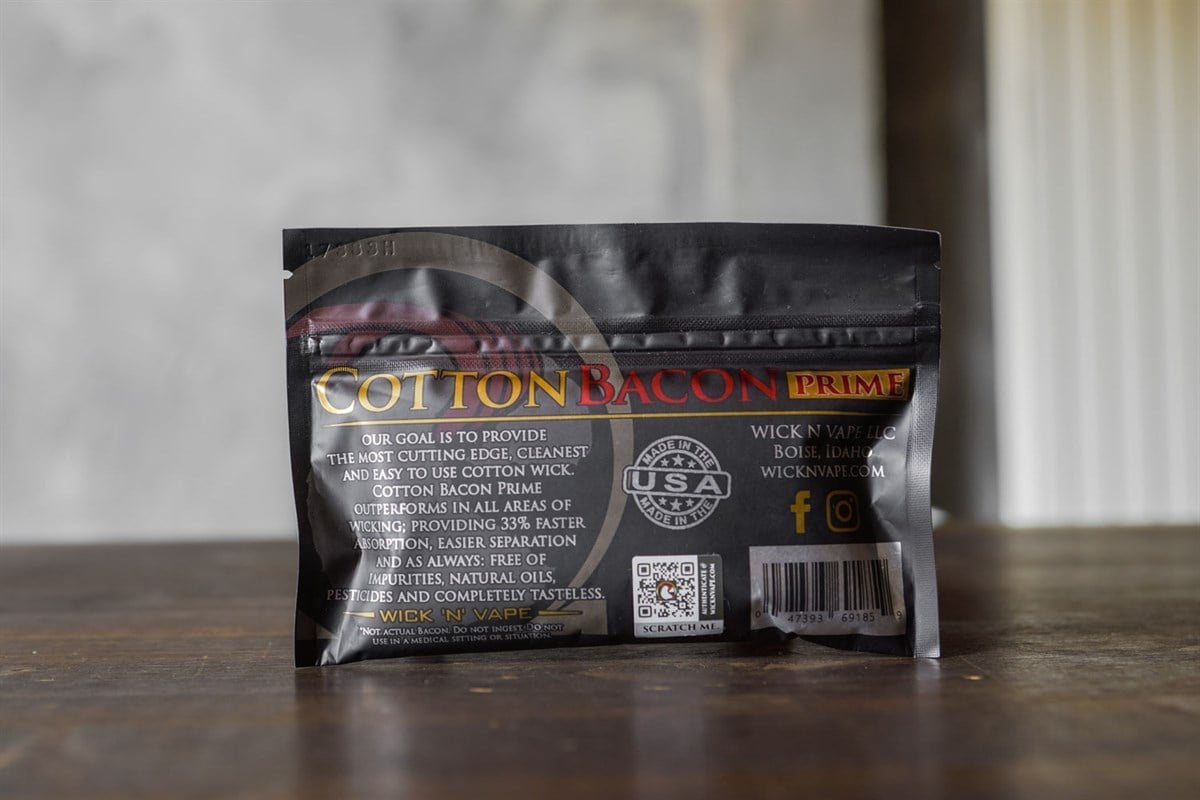 17333H
COTTON BACON PRIME
OUR GOAL IS TO PROVIDE
THE MOST CUTTING EDGE, CLEANEST
AND EASY TO USE COTTON WICK.
COTTON BACON PRIME
OUTPERFORMS IN ALL AREAS OF
WICKING; PROVIDING 33% FASTER
ABSORPTION, EASIER SEPARATION
AND AS ALWAYS: FREE OF
IMPURITIES, NATURAL OILS,
PESTICIDES AND COMPLETELY TASTELESS.
WICK 'N' VAPE
*NOT ACTUAL BACON. DO NOT INGEST. DO NOT
USE IN A MEDICAL SETTING OR SITUATION.
MADE IN THE
USA
MADE IN THE
AUTHENTICATE @
WICKNVAPE.COM
SCRATCH ME.
WICK N VAPE LLC
BOISE, IDAHO
WICKNVAPE.COM
f
0 47393 69185 9